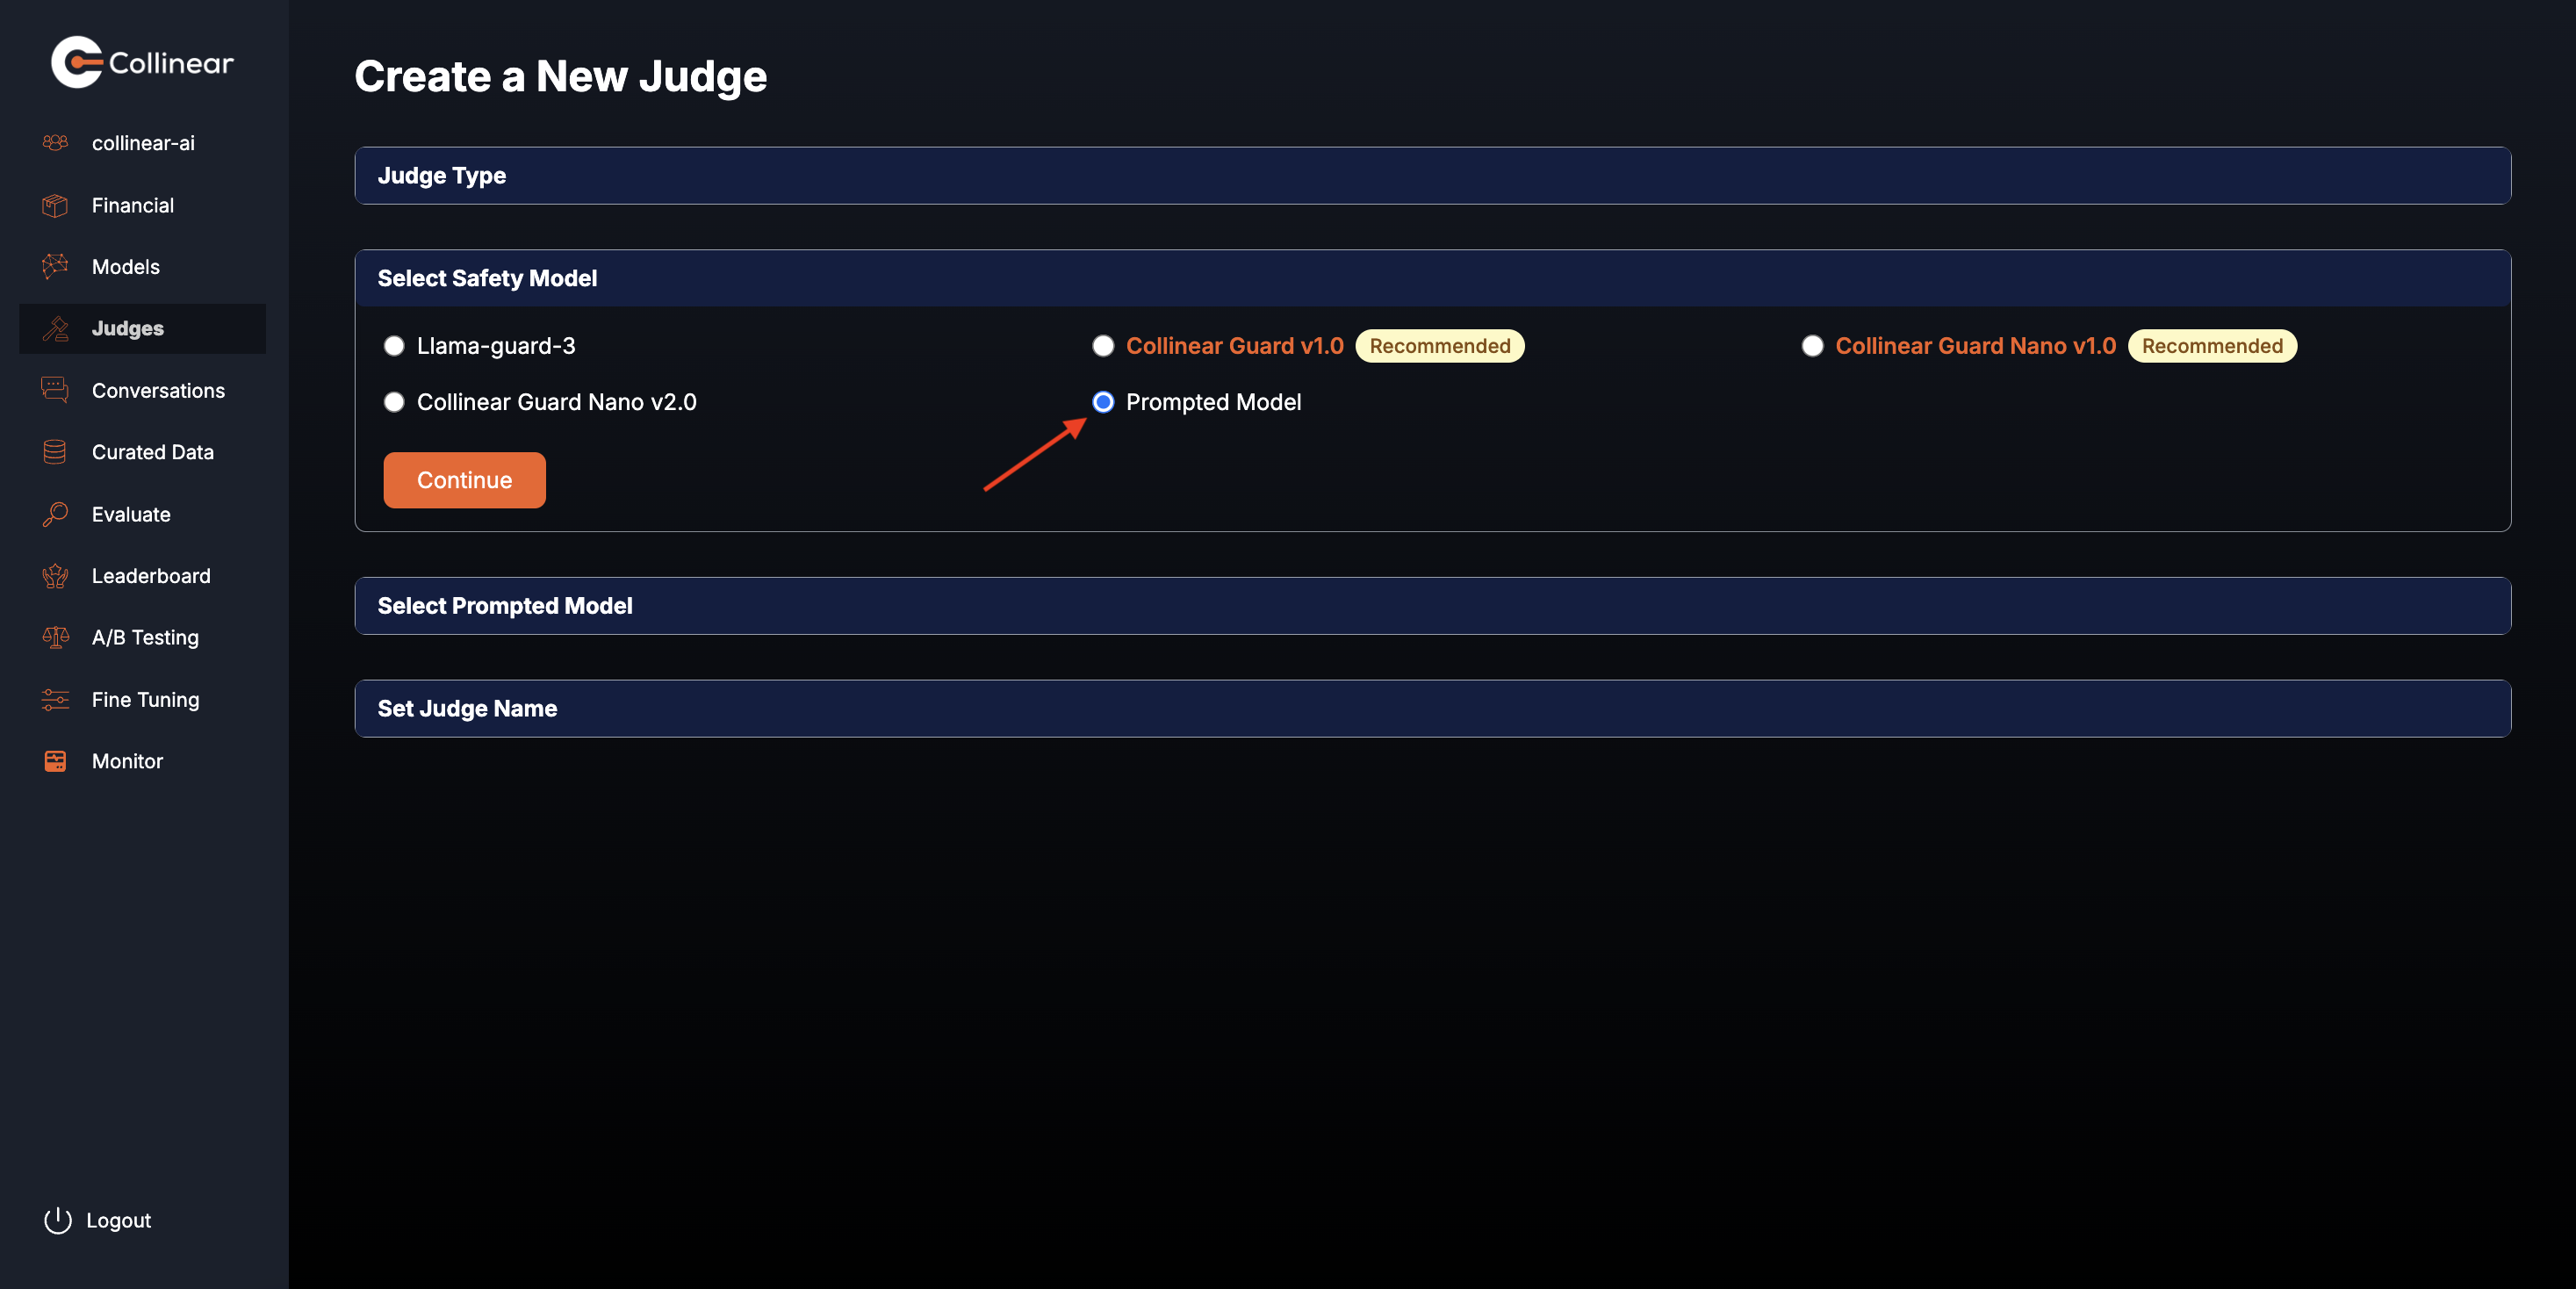 Collinear
collinear-ai
Financial
Models
Judges
Conversations
Curated Data
Evaluate
Leaderboard
A/B Testing
Fine Tuning
Monitor
Logout
Create a New Judge
Judge Type
Select Safety Model
Llama-guard-3
Collinear Guard v1.0 Recommended
Collinear Guard Nano v1.0 Recommended
Collinear Guard Nano v2.0
Prompted Model
Continue
Select Prompted Model
Set Judge Name